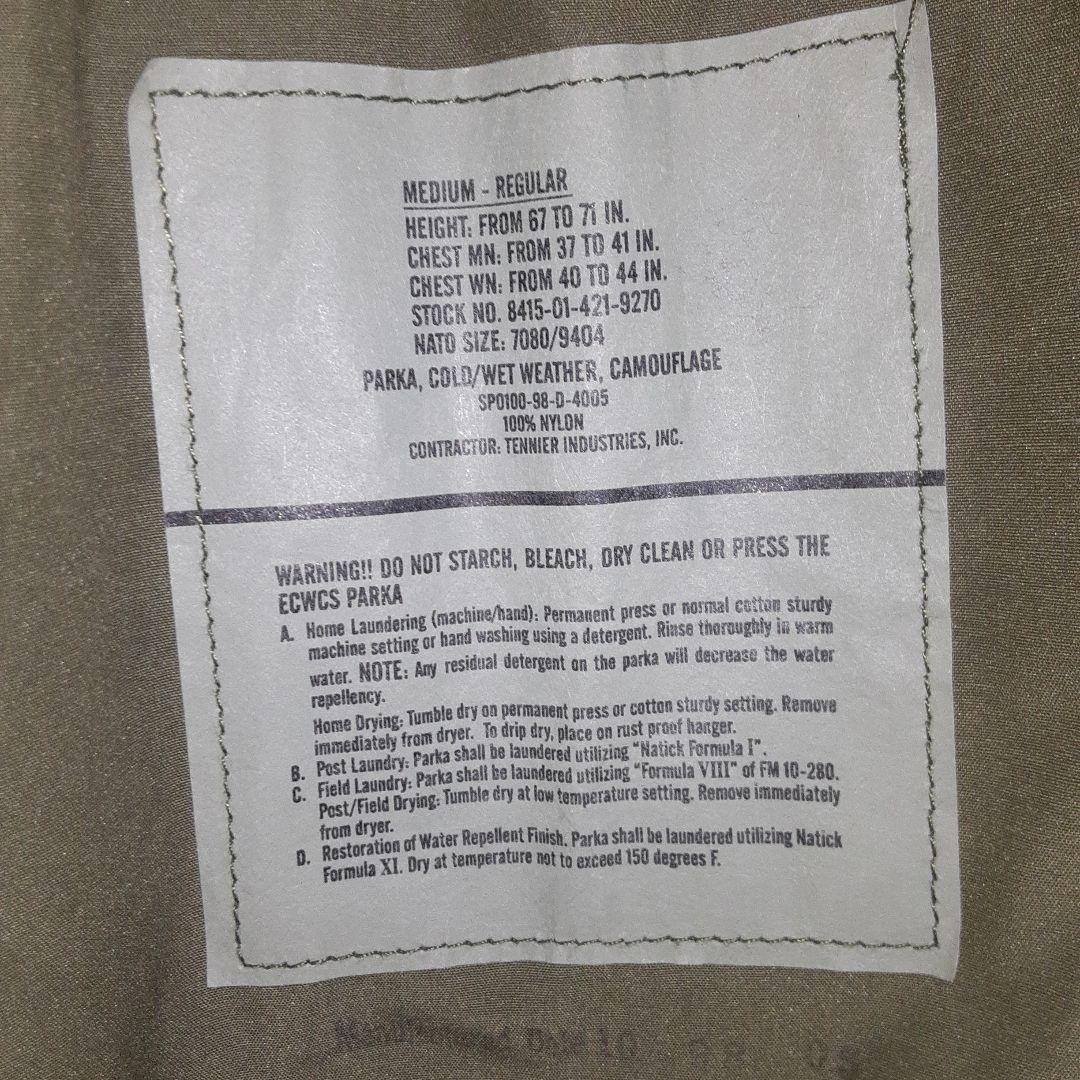 MEDIUM - REGULAR
HEIGHT: FROM 67 TO 71 IN.
CHEST MN: FROM 37 TO 41 IN.
CHEST WN: FROM 40 TO 44 IN.
STOCK NO. 8415-01-421-9270
NATO SIZE: 7080/9404
PARKA, COLD/WET WEATHER, CAMOUFLAGE
SPO100-98-D-4005
100% NYLON
CONTRACTOR: TENNIER INDUSTRIES, INC.
WARNING!! DO NOT STARCH, BLEACH, DRY CLEAN OR PRESS THE
ECWCS PARKA
A. Home Laundering (machine/hand): Permanent press or normal cotton sturdy
machine setting or hand washing using a detergent. Rinse thoroughly in warm
water. NOTE: Any residual detergent on the parka will decrease the water
repellency.
Home Drying: Tumble dry on permanent press or cotton sturdy setting. Remove
immediately from dryer. To drip dry, place on rust proof hanger.
B. Post Laundry: Parka shall be laundered utilizing "Natick Formula I".
C. Field Laundry: Parka shall be laundered utilizing "Formula VIII" of FM 10-280.
Post/Field Drying: Tumble dry at low temperature setting. Remove immediately
from dryer.
D. Restoration of Water Repellent Finish. Parka shall be laundered utilizing Natick
Formula XI. Dry at temperature not to exceed 150 degrees F.
Date 10